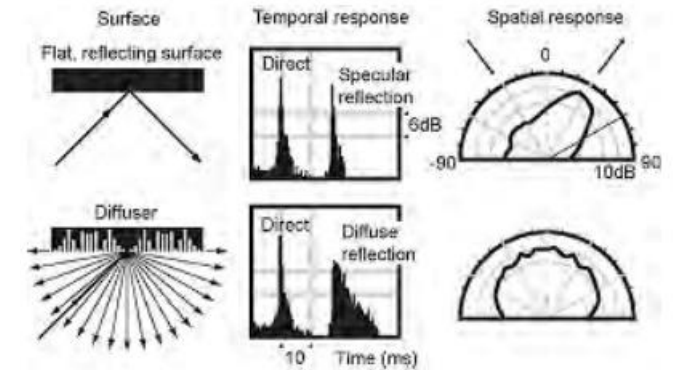 Surface
Temporal response
Spatial response
Flat, reflecting surface
Direct
Specular
reflection
6dB
0
-90
90
10dB
Diffuser
Direct
Diffuse
reflection
10
Time (ms)